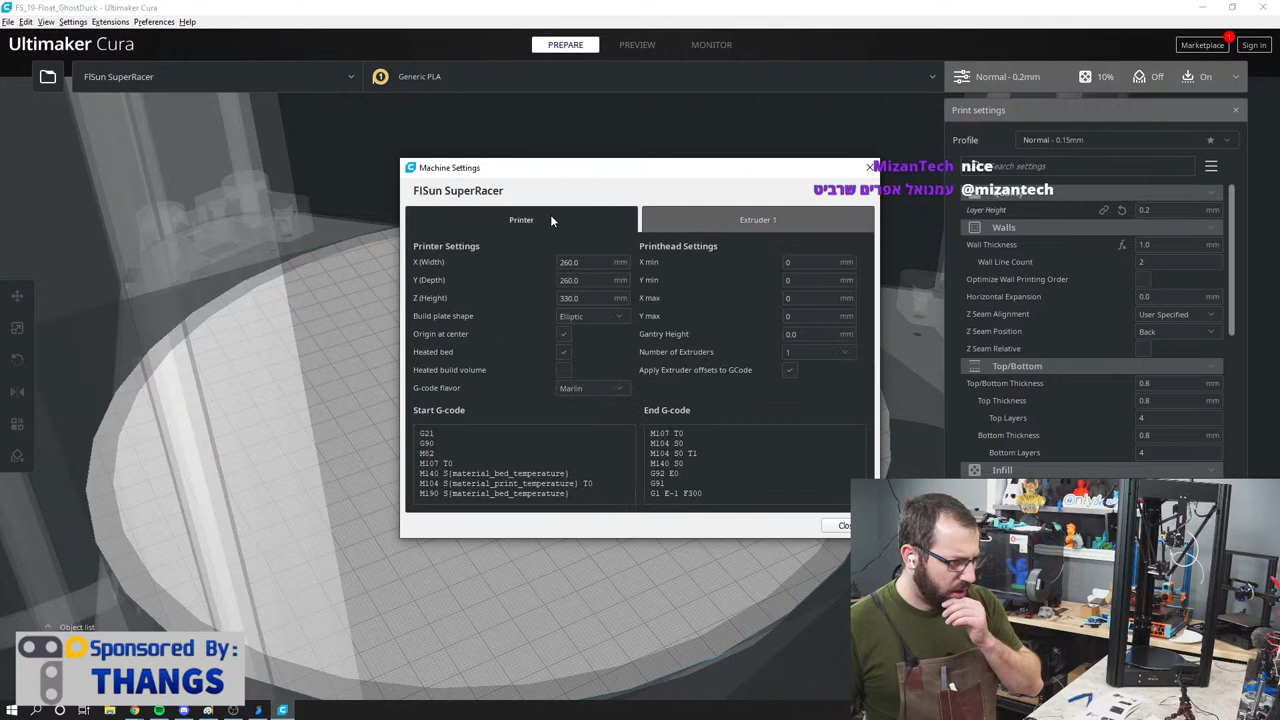 FS_19-Float_GhostDuck - Ultimaker Cura
File Edit View Settings Extensions Preferences Help
Ultimaker Cura
PREPARE
PREVIEW
MONITOR
Marketplace
1
Sign in
FlSun SuperRacer
1
Generic PLA
Normal - 0.2mm
10%
Off
On
Print settings
Profile
Normal - 0.15mm
Search settings
Layer Height 0.2 mm
Walls
Wall Thickness 1.0 mm
Wall Line Count 2
Optimize Wall Printing Order
Horizontal Expansion 0.0 mm
Z Seam Alignment User Specified
Z Seam Position Back
Z Seam Relative
Top/Bottom
Top/Bottom Thickness 0.8 mm
Top Thickness 0.8 mm
Top Layers 4
Bottom Thickness 0.8 mm
Bottom Layers 4
Infill
MizanTech nice
עמנואל אפרים שרביט @mizantech
Machine Settings
FlSun SuperRacer
Printer
Extruder 1
Printer Settings
X (Width) 260.0 mm
Y (Depth) 260.0 mm
Z (Height) 330.0 mm
Build plate shape Elliptic
Origin at center
Heated bed
Heated build volume
G-code flavor Marlin
Printhead Settings
X min 0 mm
Y min 0 mm
X max 0 mm
Y max 0 mm
Gantry Height 0.0 mm
Number of Extruders 1
Apply Extruder offsets to GCode
Start G-code
G21
G90
M82
M107 T0
M140 S{material_bed_temperature}
M104 S{material_print_temperature} T0
M190 S{material_bed_temperature}
End G-code
M107 T0
M104 S0
M104 S0 T1
M140 S0
G92 E0
G91
G1 E-1 F300
Object list
Sponsored By:
THANGS